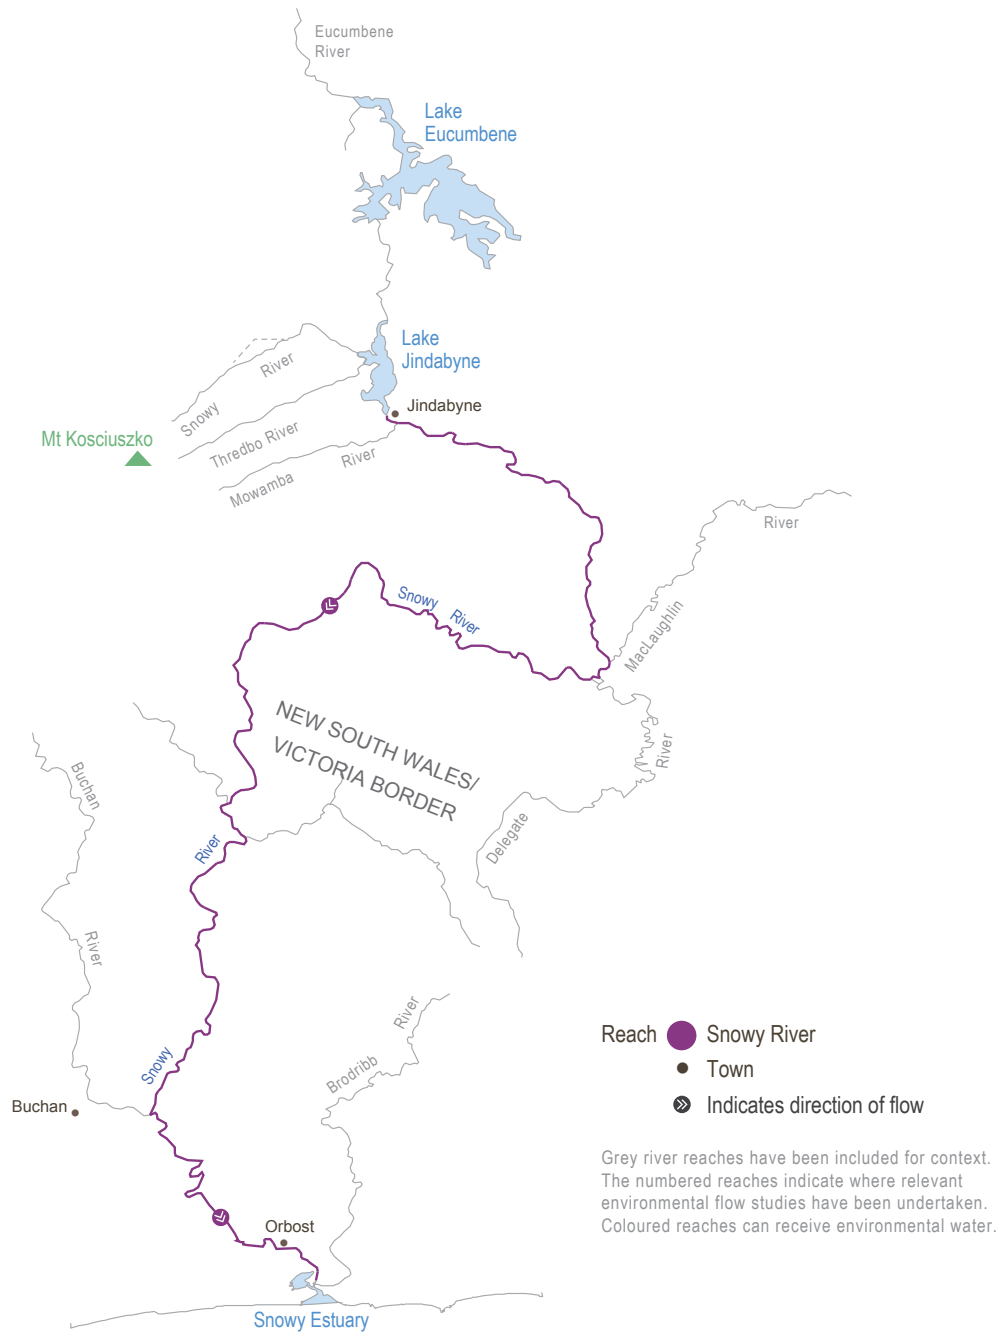 Eucumbene
River
Lake
Eucumbene
Lake
Jindabyne
River
Jindabyne
Snowy
Mt Kosciuszko
Thredbo River
River
Mowamba
River
Snowy River
MacLaughlin
NEW SOUTH WALES/
VICTORIA BORDER
River
Buchan
Delegate
River
River
River
Snowy
Brodribb
Buchan
Orbost
Snowy Estuary
Reach Snowy River
Town
Indicates direction of flow
Grey river reaches have been included for context.
The numbered reaches indicate where relevant
environmental flow studies have been undertaken.
Coloured reaches can receive environmental water.